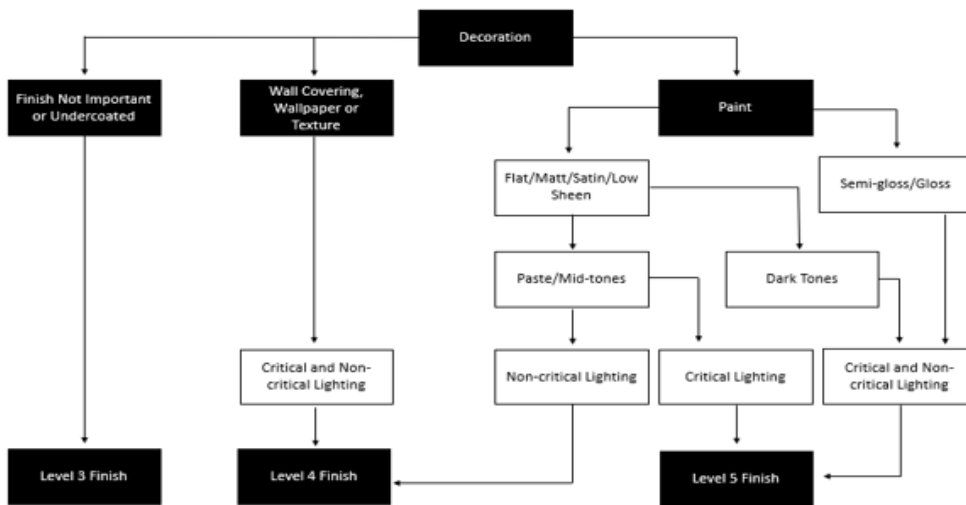 Decoration
Finish Not Important
or Undercoated
Wall Covering,
Wallpaper or
Texture
Paint
Flat/Matt/Satin/Low
Sheen
Semi-gloss/Gloss
Paste/Mid-tones
Dark Tones
Critical and Non-
critical Lighting
Non-critical Lighting
Critical Lighting
Critical and Non-
critical Lighting
Level 3 Finish
Level 4 Finish
Level 5 Finish